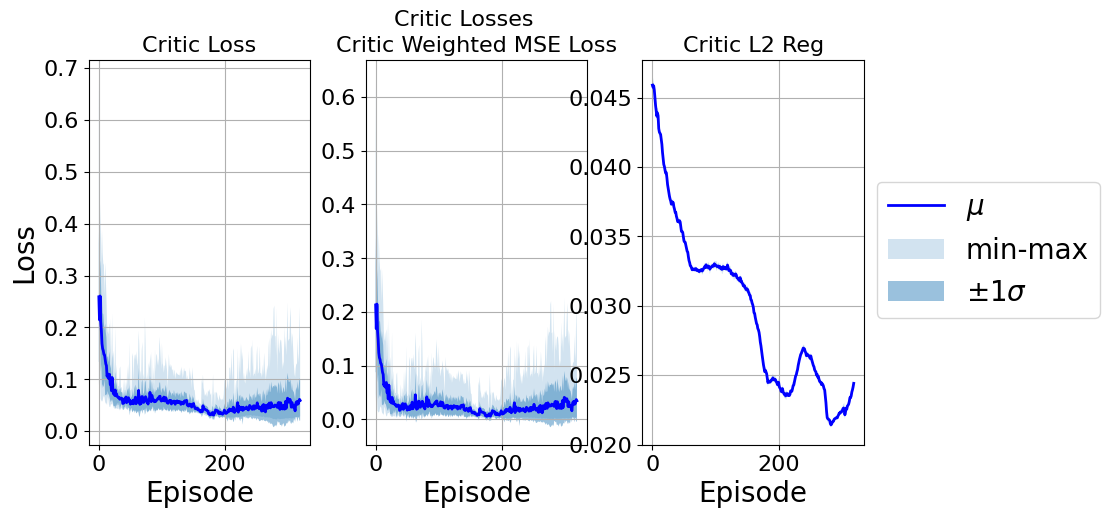 Critic Losses
Critic Loss
Critic Weighted MSE Loss
Critic L2 Reg
Loss
0.7
0.6
0.5
0.4
0.3
0.2
0.1
0.0
0 200
Episode
0.6
0.5
0.4
0.3
0.2
0.1
0.0
0 200
Episode
0.045
0.040
0.035
0.030
0.025
0.020
0 200
Episode
μ
min-max
±1σ